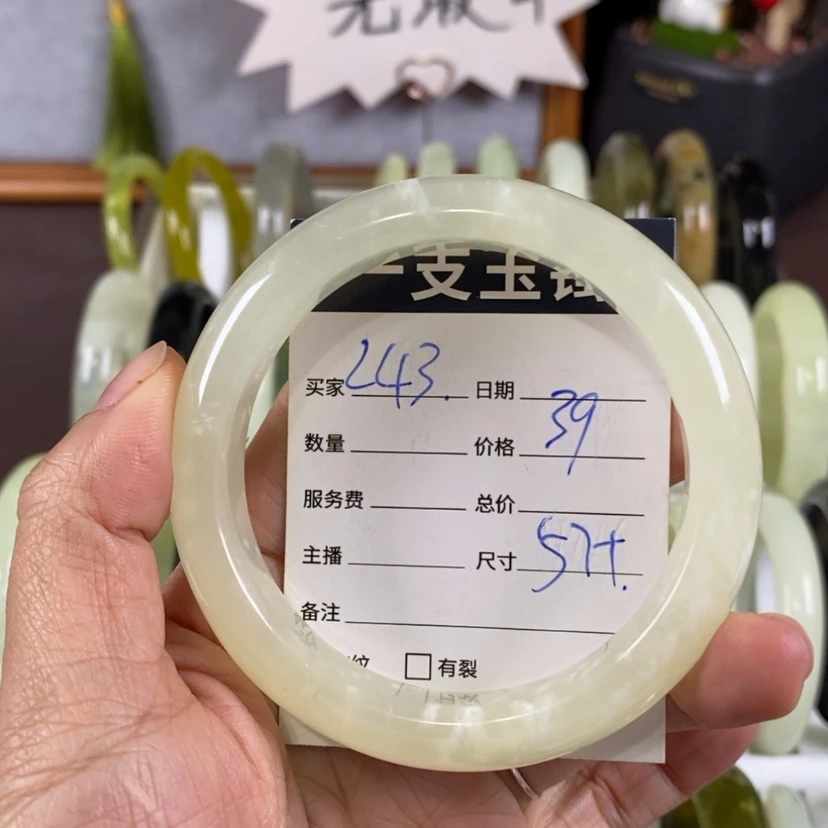 一支玉镯
买家 243. 日期
数量 价格 39
服务费 总价
主播 尺寸 57+.
备注
纹 □有裂